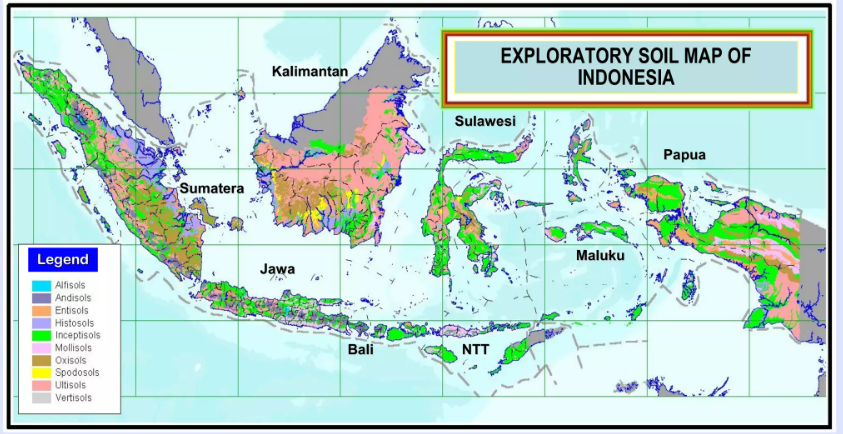 EXPLORATORY SOIL MAP OF
INDONESIA
Kalimantan
Sulawesi
Papua
Sumatera
Maluku
Jawa
Bali
NTT
Legend
Alfisols
Andisols
Entisols
Histosols
Inceptisols
Mollisols
Oxisols
Spodosols
Ultisols
Vertisols